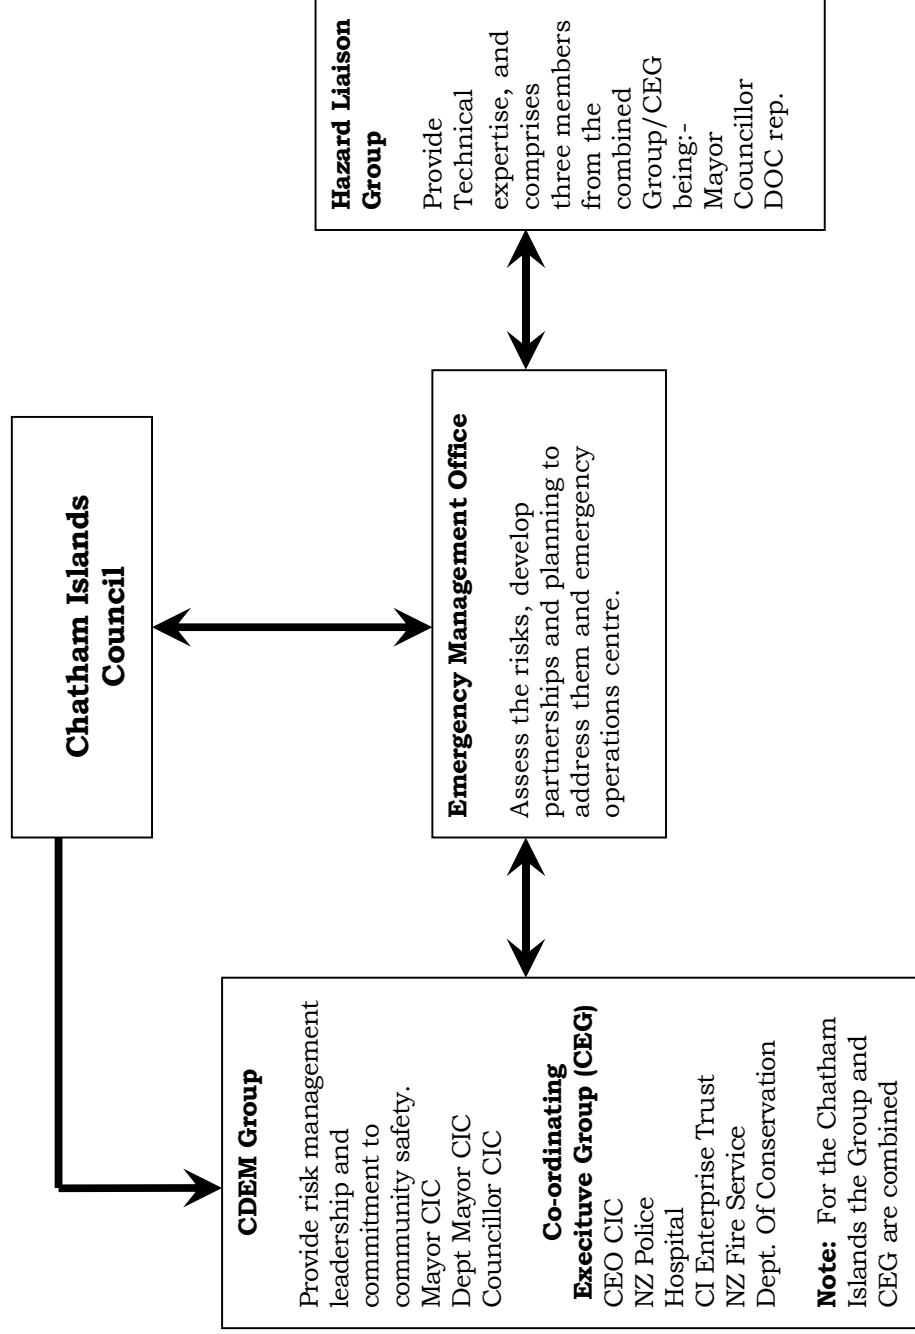 Chatham Islands
Council
CDEM Group
Provide risk management
leadership and
commitment to
community safety.
Mayor CIC
Dept Mayor CIC
Councillor CIC
Co-ordinating
Execituve Group (CEG)
CEO CIC
NZ Police
Hospital
CI Enterprise Trust
NZ Fire Service
Dept. Of Conservation
Note: For the Chatham
Islands the Group and
CEG are combined
Emergency Management Office
Assess the risks, develop
partnerships and planning to
address them and emergency
operations centre.
Hazard Liaison
Group
Provide
Technical
expertise, and
comprises
three members
from the
combined
Group/CEG
being:-
Mayor
Councillor
DOC rep.